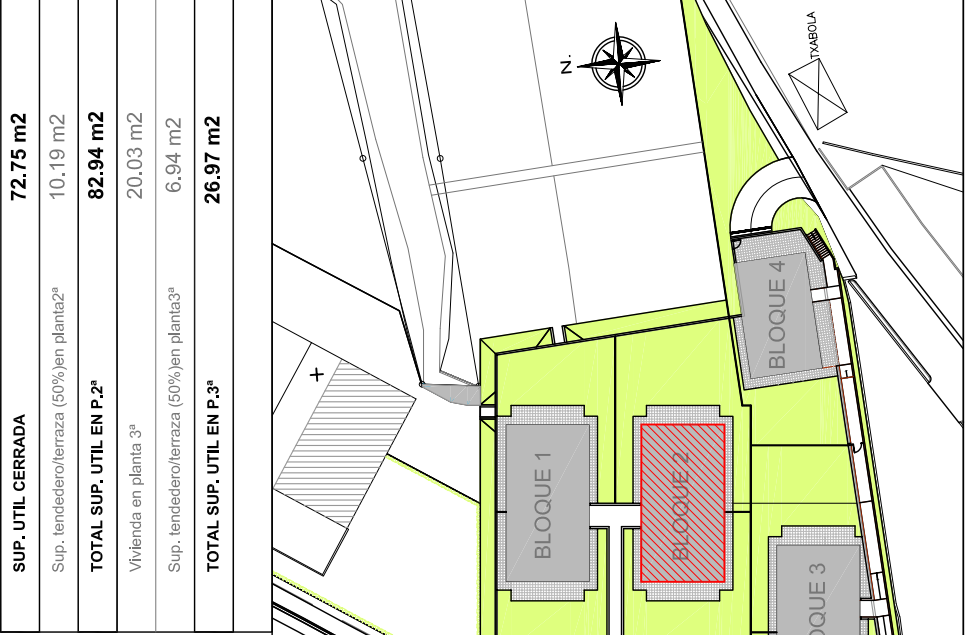 SUP. UTIL CERRADA 72.75 m2
Sup. tendedero/terraza (50%)en planta2ª 10.19 m2
TOTAL SUP. UTIL EN P.2ª 82.94 m2
Vivienda en planta 3ª 20.03 m2
Sup. tendedero/terraza (50%)en planta3ª 6.94 m2
TOTAL SUP. UTIL EN P.3ª 26.97 m2
N.
TXABOLA
BLOQUE 4
BLOQUE 1
BLOQUE 2
OQUE 3